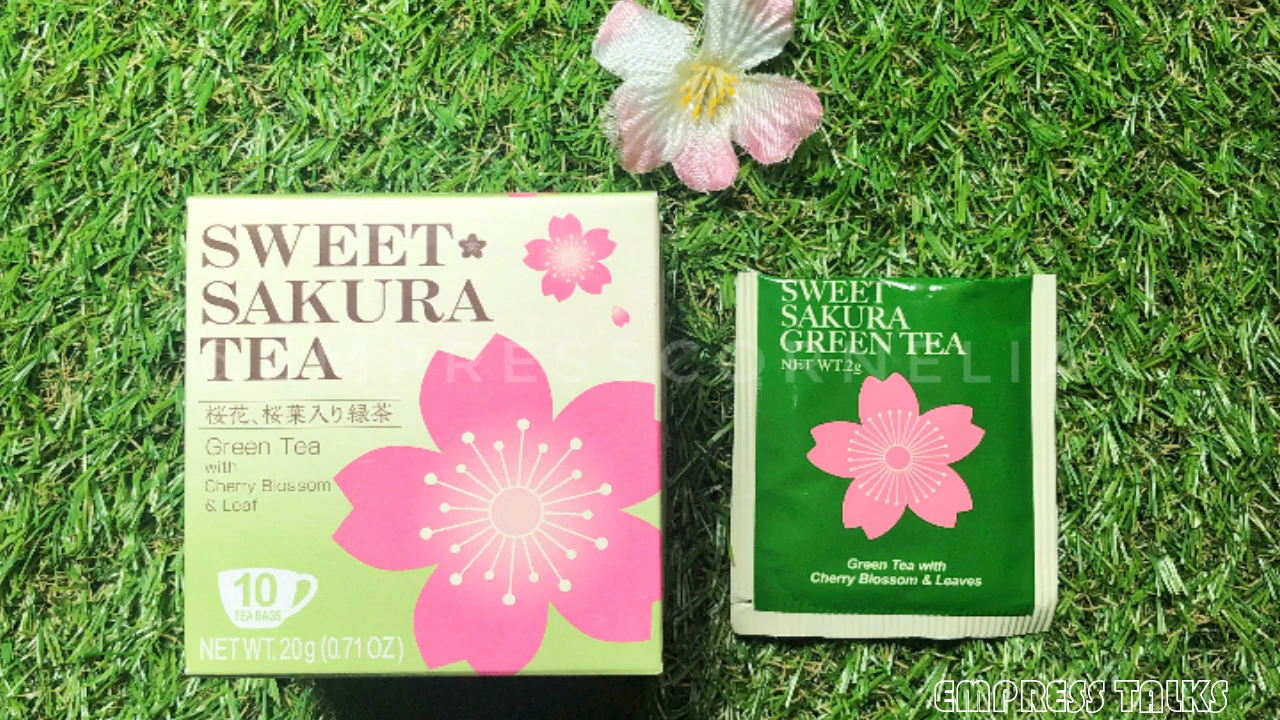 SWEET
SAKURA
TEA
桜花、桜葉入り緑茶
Green Tea
with
Cherry Blossom
& Leaf
10
TEA BAGS
NET WT. 20g (0.71 OZ)
SWEET
SAKURA
GREEN TEA
NET WT.2g
Green Tea with
Cherry Blossom & Leaves
EMPRESS TALKS